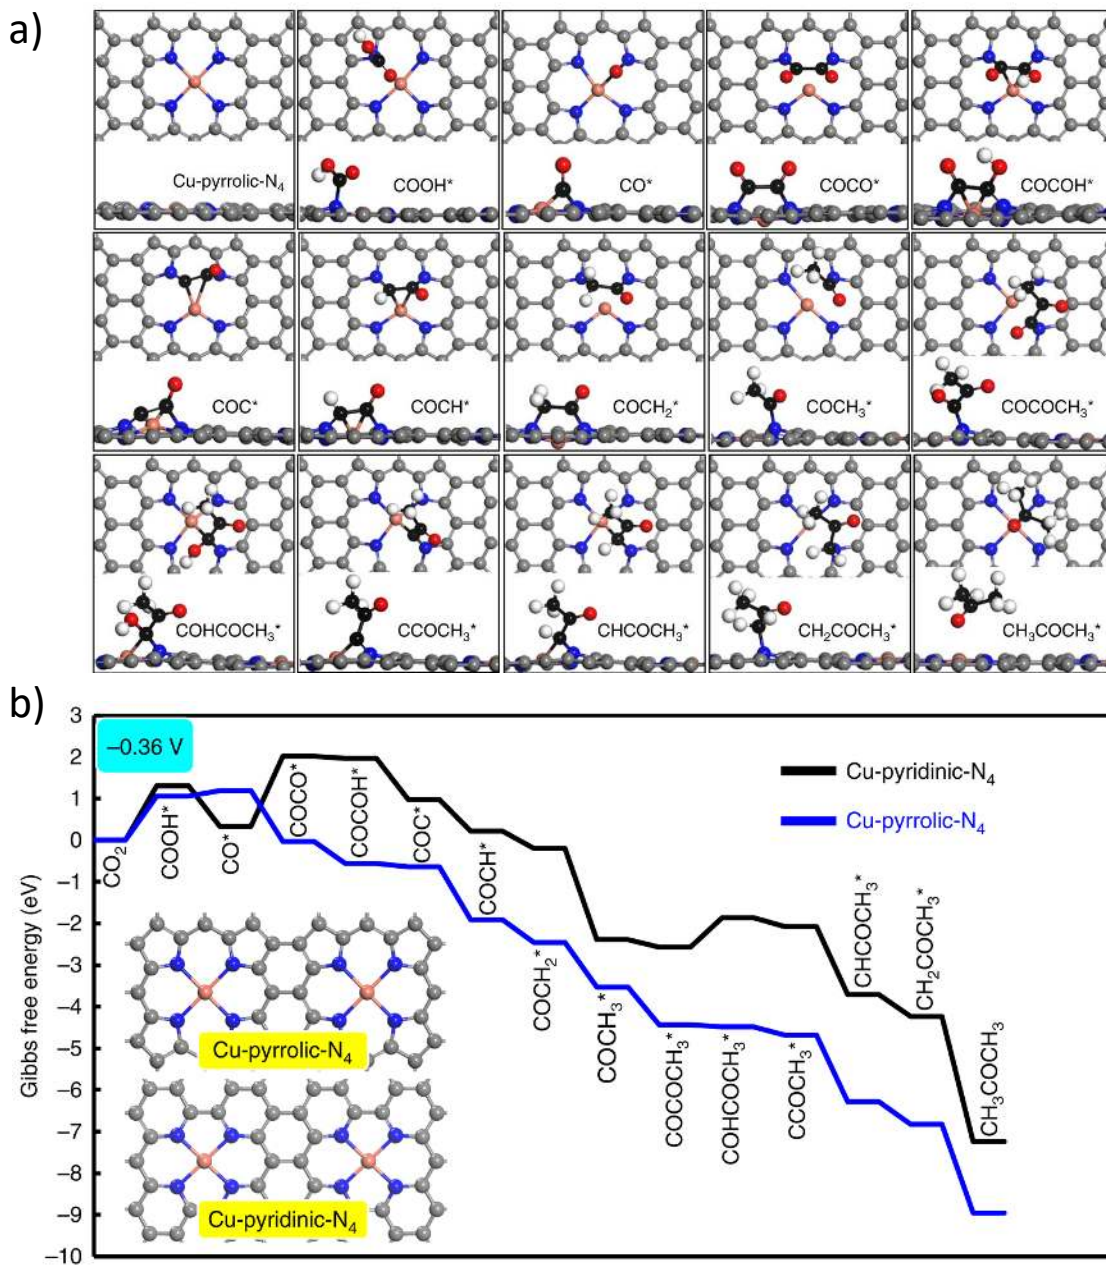 a)
Cu-pyrrolic-N₄
COOH*
CO*
COCO*
COCOH*
COC*
COCH*
COCH₂*
COCH₃*
COCOCH₃*
COHCOCH₃*
CCOCH₃*
CHCOCH₃*
CH₂COCH₃*
CH₃COCH₃*
b)
Gibbs free energy (eV)
3
2
1
0
–1
–2
–3
–4
–5
–6
–7
–8
–9
–10
–0.36 V
Cu-pyridinic-N₄
Cu-pyrrolic-N₄
CO₂
COOH*
CO*
COCO*
COCOH*
COC*
COCH*
COCH₂*
COCH₃*
COCOCH₃*
COHCOCH₃*
CCOCH₃*
CHCOCH₃*
CH₂COCH₃*
CH₃COCH₃
Cu-pyrrolic-N₄
Cu-pyridinic-N₄